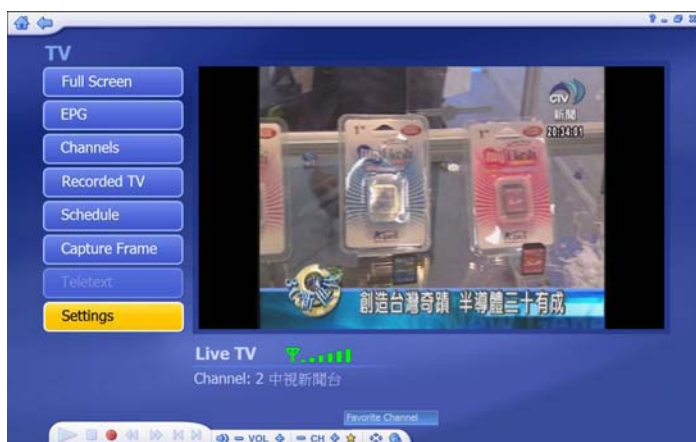 TV
Full Screen
EPG
Channels
Recorded TV
Schedule
Capture Frame
Teletext
Settings
CTV
新聞
20:34:01
創造台灣奇蹟 半導體三十有成
Live TV
Channel: 2 中視新聞台
Favorite Channel
VOL
CH